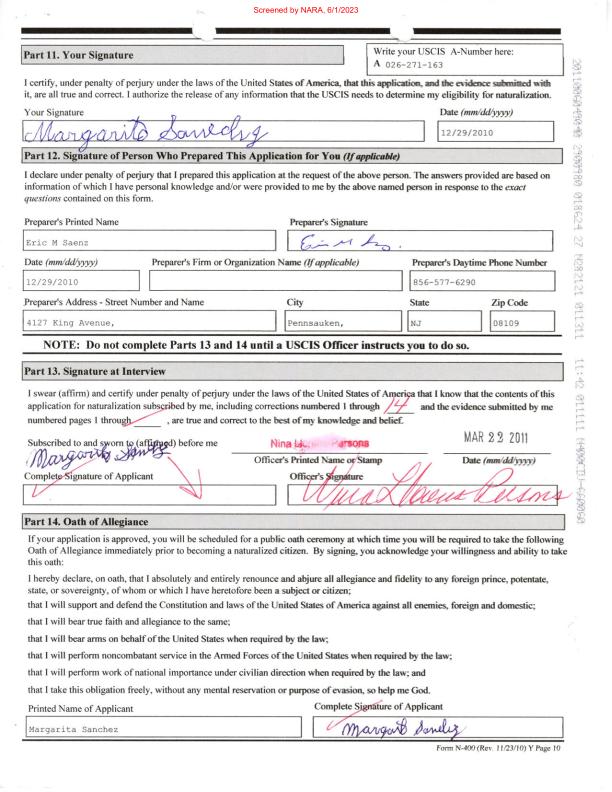 Screened by NARA, 6/1/2023
Part 11. Your Signature
Write your USCIS A-Number here:
A 026-271-163
I certify, under penalty of perjury under the laws of the United States of America, that this application, and the evidence submitted with
it, are all true and correct. I authorize the release of any information that the USCIS needs to determine my eligibility for naturalization.
Your Signature
Date (mm/dd/yyyy)
Margarita Sanchez
12/29/2010
Part 12. Signature of Person Who Prepared This Application for You (If applicable)
I declare under penalty of perjury that I prepared this application at the request of the above person. The answers provided are based on
information of which I have personal knowledge and/or were provided to me by the above named person in response to the exact
questions contained on this form.
Preparer's Printed Name
Preparer's Signature
Eric M Saenz
Date (mm/dd/yyyy)
Preparer's Firm or Organization Name (If applicable)
Preparer's Daytime Phone Number
12/29/2010
856-577-6290
Preparer's Address - Street Number and Name
City
State
Zip Code
4127 King Avenue,
Pennsauken,
NJ
08109
NOTE: Do not complete Parts 13 and 14 until a USCIS Officer instructs you to do so.
Part 13. Signature at Interview
I swear (affirm) and certify under penalty of perjury under the laws of the United States of America that I know that the contents of this
application for naturalization subscribed by me, including corrections numbered 1 through 14 and the evidence submitted by me
numbered pages 1 through , are true and correct to the best of my knowledge and belief.
Subscribed to and sworn to (affirmed) before me
Nina Parsons
MAR 22 2011
Officer's Printed Name or Stamp
Date (mm/dd/yyyy)
Margarita Sanchez
Complete Signature of Applicant
Officer's Signature
Nina Parsons
Part 14. Oath of Allegiance
If your application is approved, you will be scheduled for a public oath ceremony at which time you will be required to take the following
Oath of Allegiance immediately prior to becoming a naturalized citizen. By signing, you acknowledge your willingness and ability to take
this oath:
I hereby declare, on oath, that I absolutely and entirely renounce and abjure all allegiance and fidelity to any foreign prince, potentate,
state, or sovereignty, of whom or which I have heretofore been a subject or citizen;
that I will support and defend the Constitution and laws of the United States of America against all enemies, foreign and domestic;
that I will bear true faith and allegiance to the same;
that I will bear arms on behalf of the United States when required by the law;
that I will perform noncombatant service in the Armed Forces of the United States when required by the law;
that I will perform work of national importance under civilian direction when required by the law; and
that I take this obligation freely, without any mental reservation or purpose of evasion, so help me God.
Printed Name of Applicant
Complete Signature of Applicant
Margarita Sanchez
Margarita Sanchez
Form N-400 (Rev. 11/23/10) Y Page 10